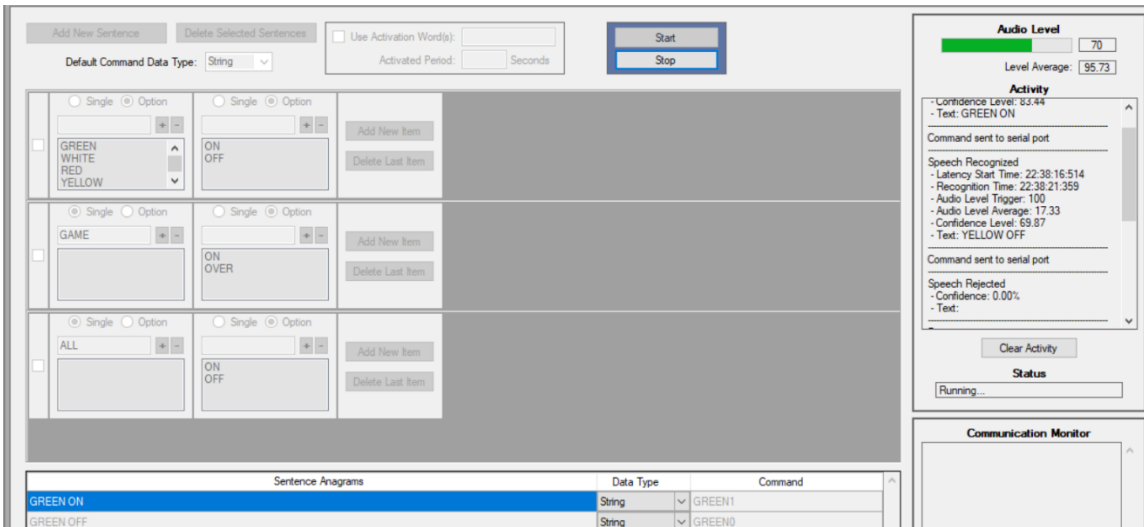 Add New Sentence
Delete Selected Sentences
Default Command Data Type: String
Use Activation Word(s):
Activated Period: Seconds
Start
Stop
Single Option
+ -
GREEN
WHITE
RED
YELLOW
Single Option
+ -
ON
OFF
Add New Item
Delete Last Item
Single Option
GAME + -
Single Option
+ -
ON
OVER
Add New Item
Delete Last Item
Single Option
ALL + -
Single Option
+ -
ON
OFF
Add New Item
Delete Last Item
Sentence Anagrams Data Type Command
GREEN ON String GREEN1
GREEN OFF String GREEN0
Audio Level
70
Level Average: 95.73
Activity
- Confidence Level: 83.44
- Text: GREEN ON
Command sent to serial port
Speech Recognized
- Latency Start Time: 22:38:16:514
- Recognition Time: 22:38:21:359
- Audio Level Trigger: 100
- Audio Level Average: 17.33
- Confidence Level: 69.87
- Text: YELLOW OFF
Command sent to serial port
Speech Rejected
- Confidence: 0.00%
- Text:
Clear Activity
Status
Running...
Communication Monitor